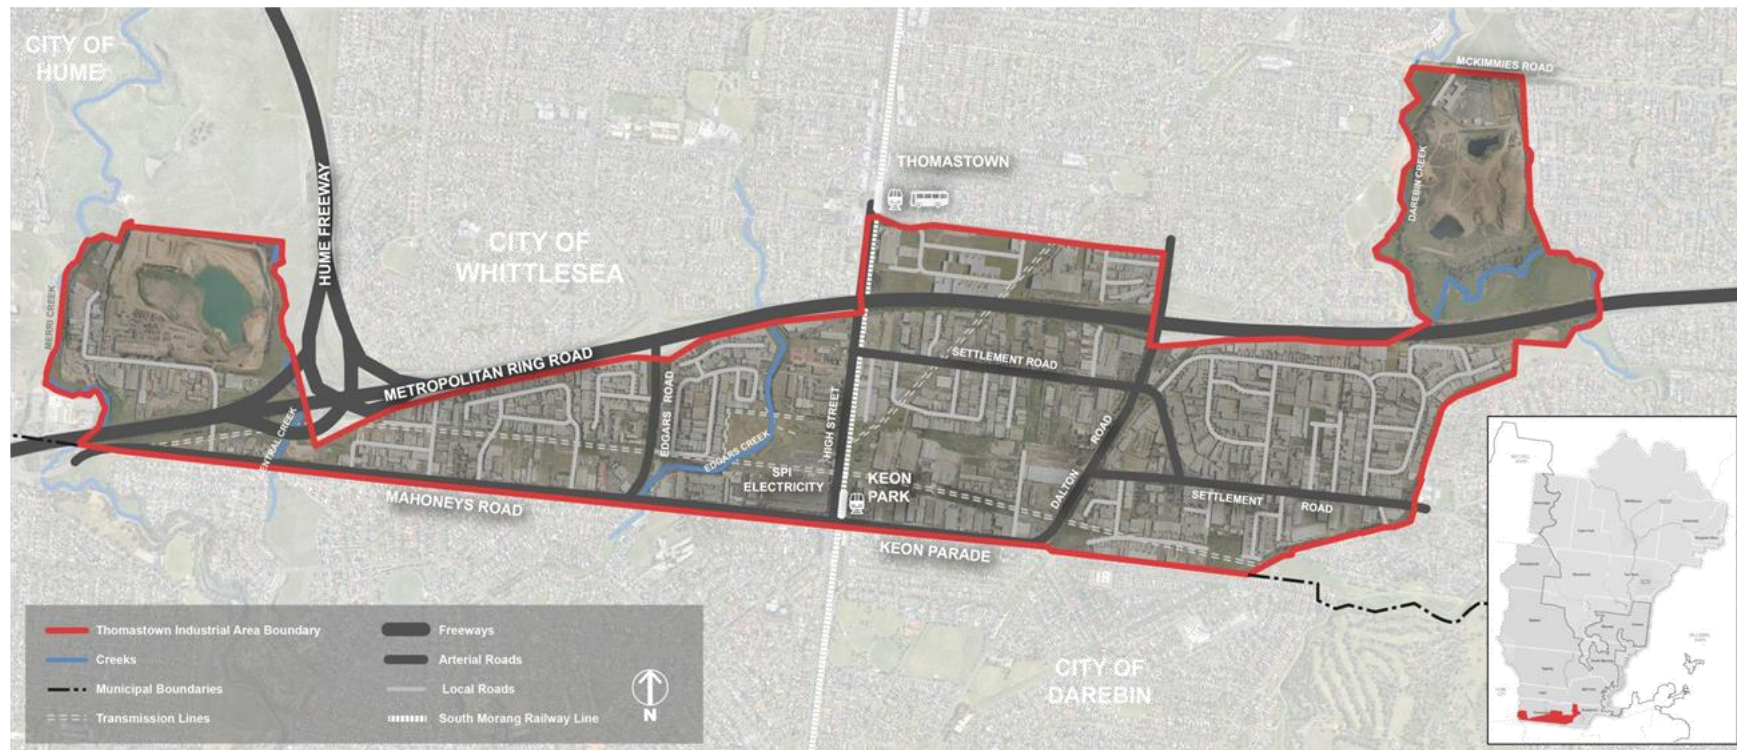 CITY OF
HUME
MCKIMMIES ROAD
THOMASTOWN
DAREBIN CREEK
HUME FREEWAY
CITY OF
WHITTLESEA
MERRI CREEK
METROPOLITAN RING ROAD
SETTLEMENT ROAD
EDGARS ROAD
HIGH STREET
DALTON ROAD
CENTRAL CREEK
EDGARS CREEK
SPI
ELECTRICITY
KEON
PARK
SETTLEMENT ROAD
MAHONEYS ROAD
KEON PARADE
CITY OF
DAREBIN
Thomastown Industrial Area Boundary
Creeks
Municipal Boundaries
Transmission Lines
Freeways
Arterial Roads
Local Roads
South Morang Railway Line
N